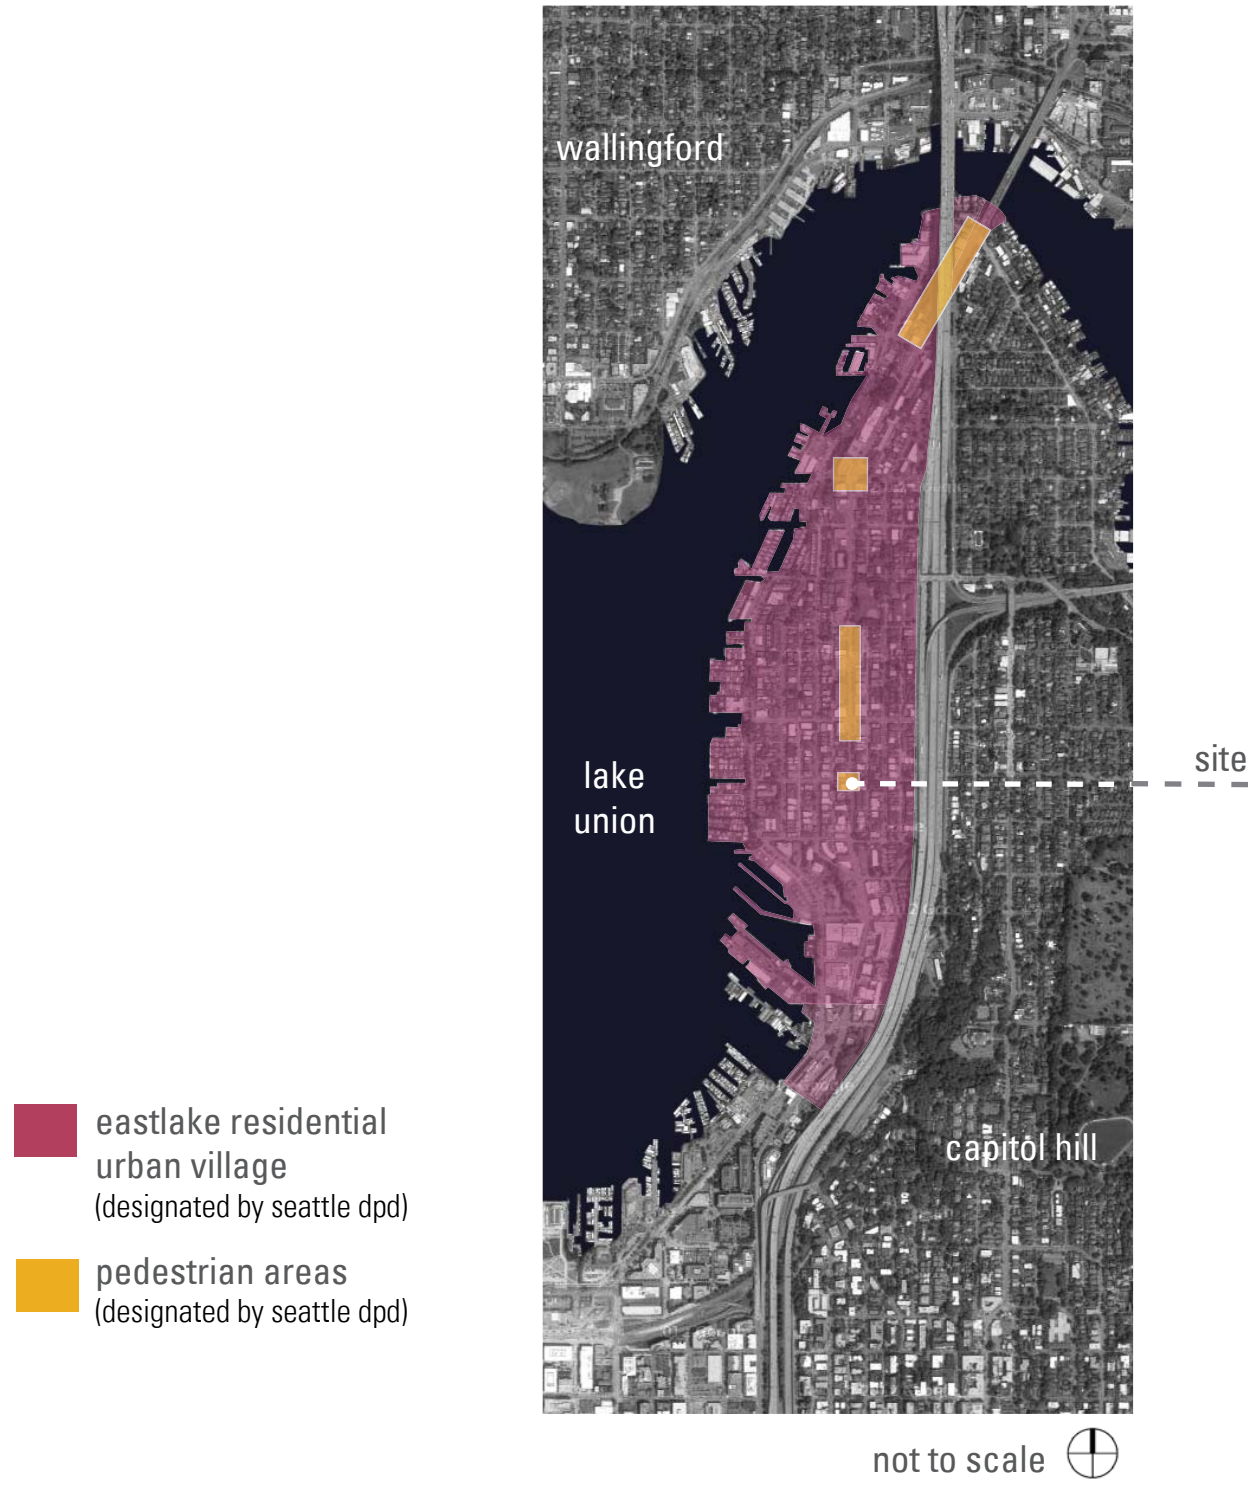 wallingford
site
lake
union
eastlake residential
urban village
(designated by seattle dpd)
capitol hill
pedestrian areas
(designated by seattle dpd)
not to scale